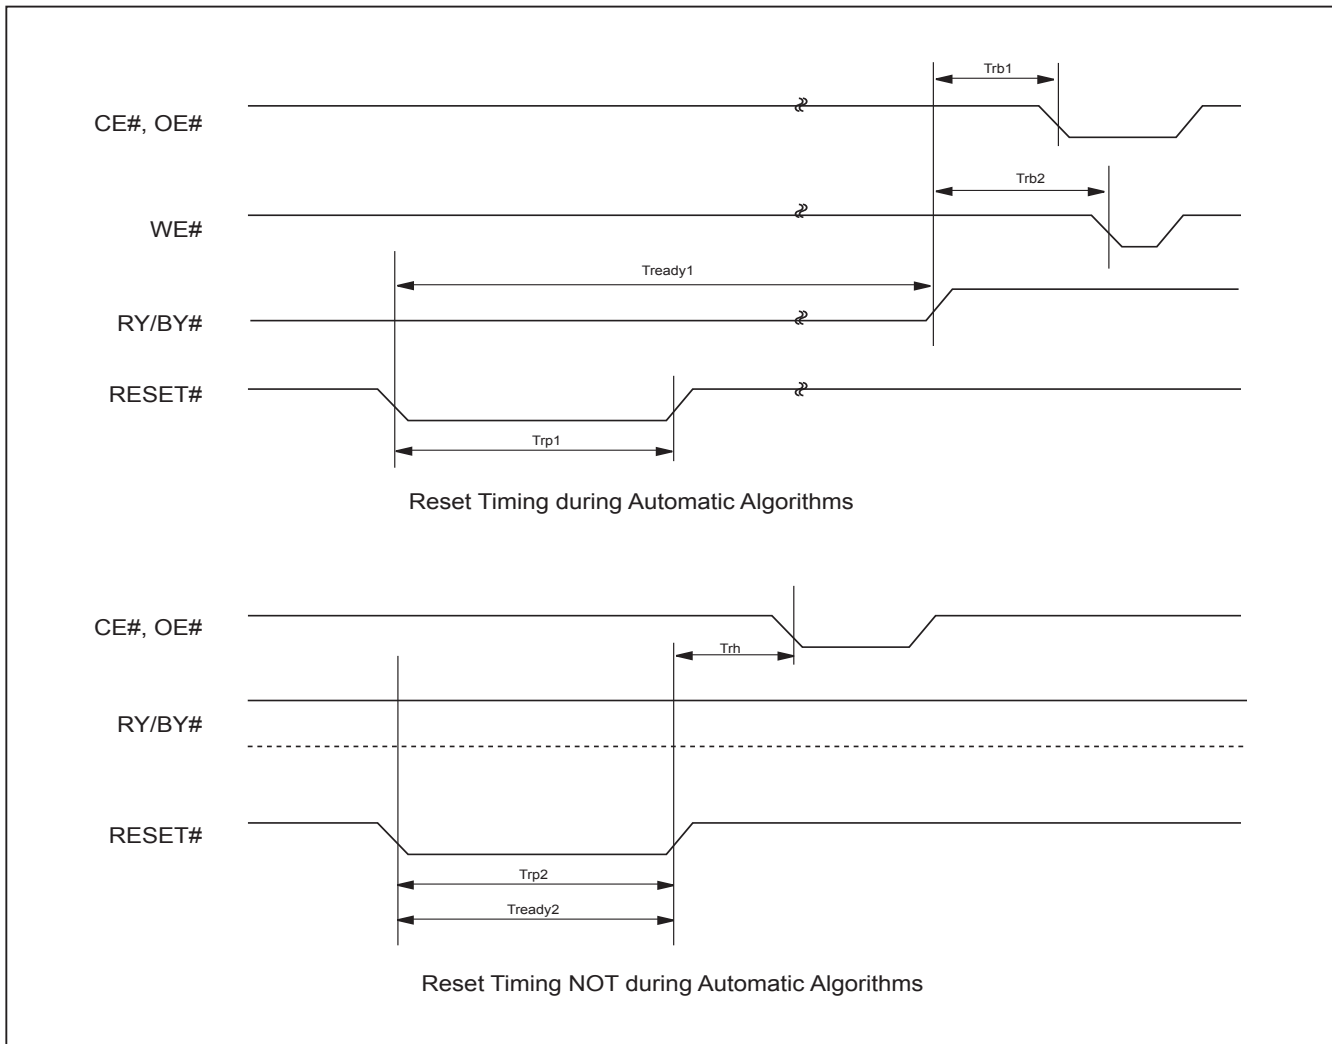 Trb1
CE#, OE#
Trb2
WE#
Tready1
RY/BY#
RESET#
Trp1
Reset Timing during Automatic Algorithms
CE#, OE#
Trh
RY/BY#
RESET#
Trp2
Tready2
Reset Timing NOT during Automatic Algorithms